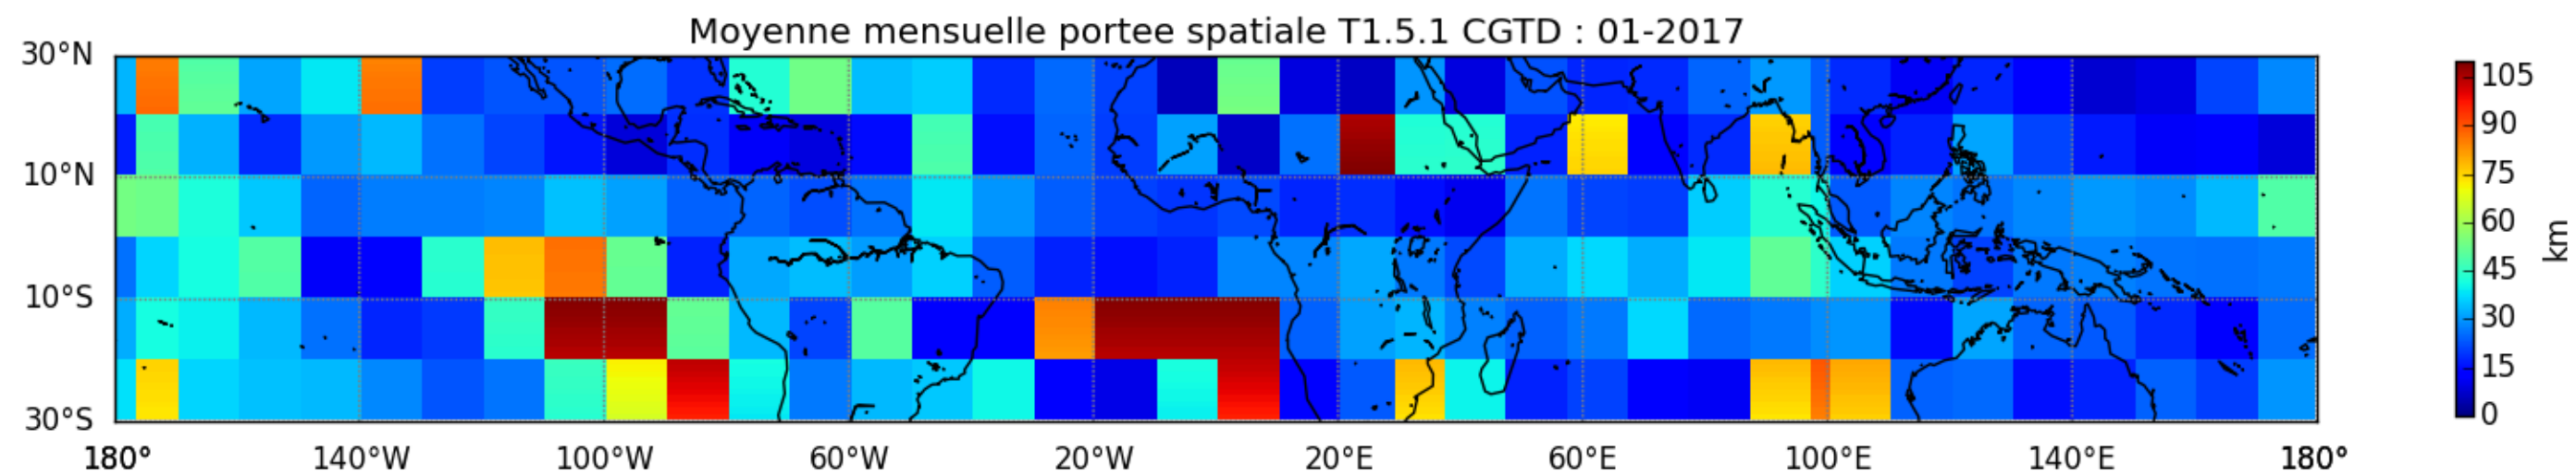 Moyenne mensuelle portee spatiale T1.5.1 CGTD : 01-2017
30°N
10°N
10°S
30°S
180° 140°W 100°W 60°W 20°W 20°E 60°E 100°E 140°E 180°
105
90
75
60
45
30
15
0
km